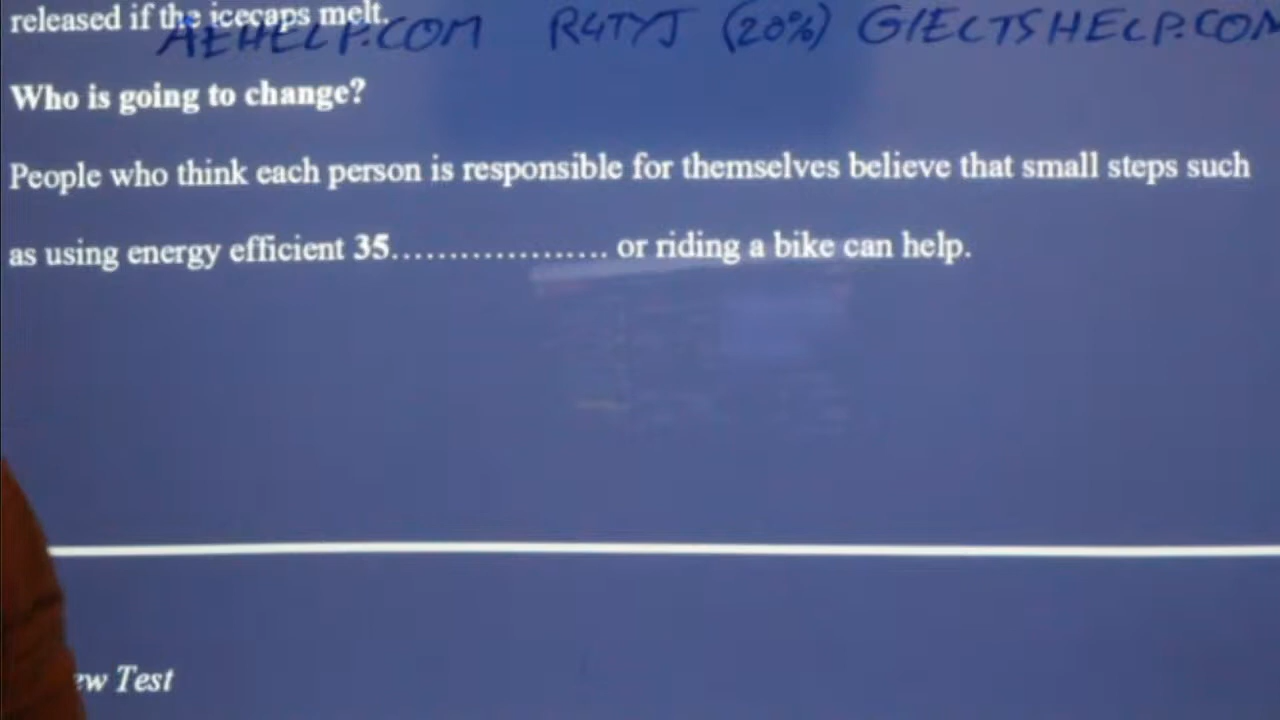 released if the icecaps melt.
AEHELP.COM R4TYJ (20%) GIELTSHELP.COM
Who is going to change?
People who think each person is responsible for themselves believe that small steps such
as using energy efficient 35.................. or riding a bike can help.
Test